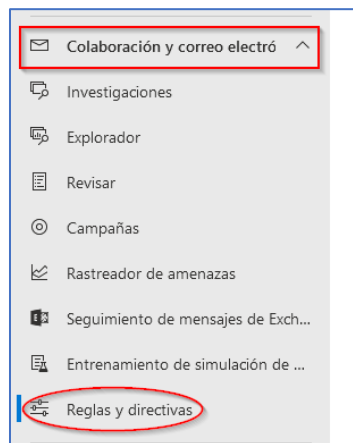 Colaboración y correo electró
Investigaciones
Explorador
Revisar
Campañas
Rastreador de amenazas
Seguimiento de mensajes de Exch...
Entrenamiento de simulación de ...
Reglas y directivas